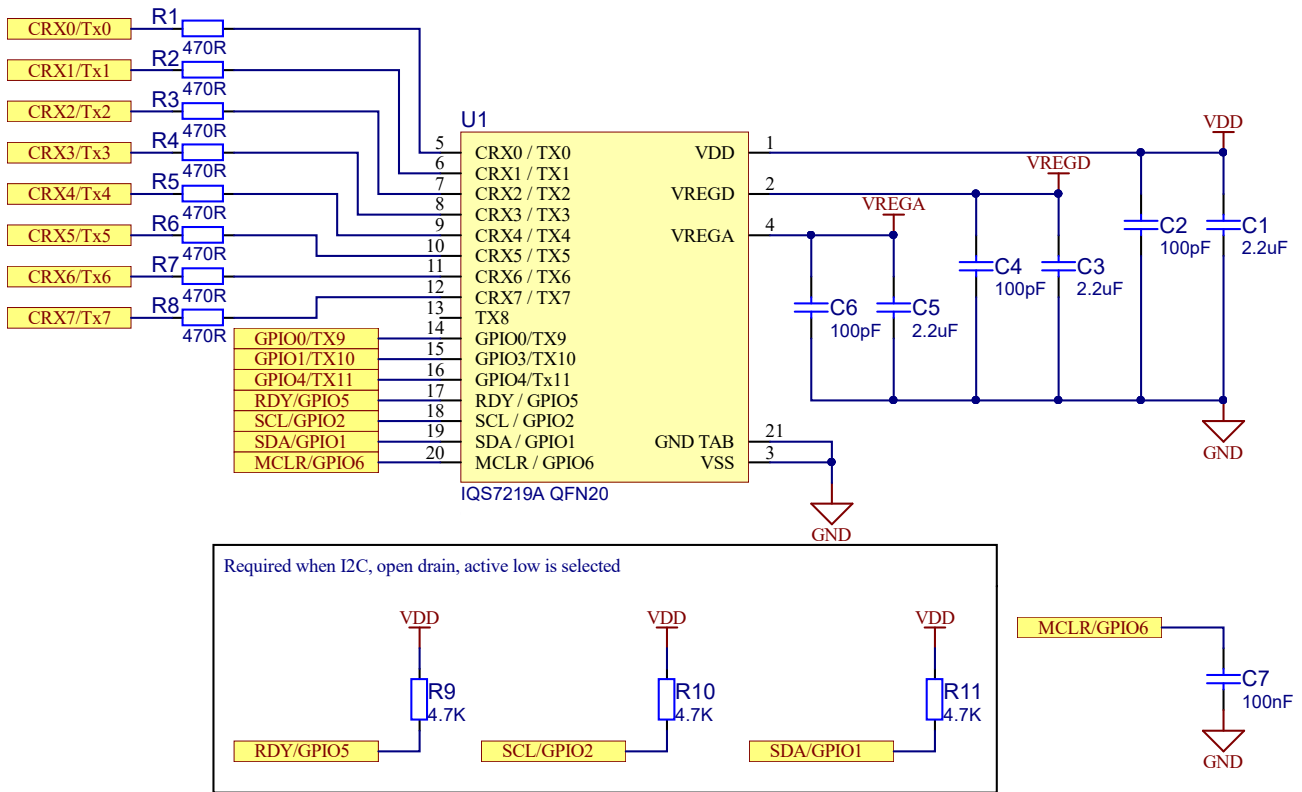 CRX0/Tx0
R1
470R
CRX1/Tx1
R2
470R
CRX2/Tx2
R3
470R
CRX3/Tx3
R4
470R
CRX4/Tx4
R5
470R
CRX5/Tx5
R6
470R
CRX6/Tx6
R7
470R
CRX7/Tx7
R8
470R
GPIO0/TX9
GPIO1/TX10
GPIO4/TX11
RDY/GPIO5
SCL/GPIO2
SDA/GPIO1
MCLR/GPIO6
U1
5 CRX0 / TX0
6 CRX1 / TX1
7 CRX2 / TX2
8 CRX3 / TX3
9 CRX4 / TX4
10 CRX5 / TX5
11 CRX6 / TX6
12 CRX7 / TX7
13 TX8
14 GPIO0/TX9
15 GPIO3/TX10
16 GPIO4/Tx11
17 RDY / GPIO5
18 SCL / GPIO2
19 SDA / GPIO1
20 MCLR / GPIO6
VDD 1
VREGD 2
VREGA 4
GND TAB 21
VSS 3
IQS7219A QFN20
VDD
VREGD
VREGA
C6
100pF
C5
2.2uF
C4
100pF
C3
2.2uF
C2
100pF
C1
2.2uF
GND
GND
Required when I2C, open drain, active low is selected
VDD
R9
4.7K
RDY/GPIO5
VDD
R10
4.7K
SCL/GPIO2
VDD
R11
4.7K
SDA/GPIO1
MCLR/GPIO6
C7
100nF
GND